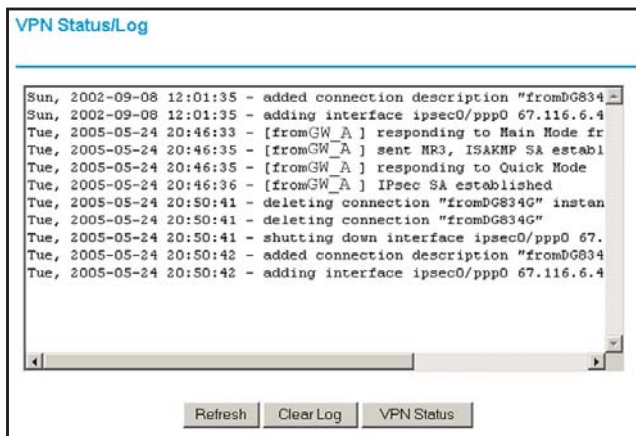 VPN Status/Log
Sun, 2002-09-08 12:01:35 - added connection description "fromDG834
Sun, 2002-09-08 12:01:35 - adding interface ipsec0/ppp0 67.116.6.4
Tue, 2005-05-24 20:46:33 - [fromGW_A ] responding to Main Mode fr
Tue, 2005-05-24 20:46:35 - [fromGW_A ] sent MR3, ISAKMP SA establ
Tue, 2005-05-24 20:46:35 - [fromGW_A ] responding to Quick Mode
Tue, 2005-05-24 20:46:36 - [fromGW_A ] IPsec SA established
Tue, 2005-05-24 20:50:41 - deleting connection "fromDG834G" instan
Tue, 2005-05-24 20:50:41 - deleting connection "fromDG834G"
Tue, 2005-05-24 20:50:41 - shutting down interface ipsec0/ppp0 67.
Tue, 2005-05-24 20:50:42 - added connection description "fromDG834
Tue, 2005-05-24 20:50:42 - adding interface ipsec0/ppp0 67.116.6.4
Refresh Clear Log VPN Status